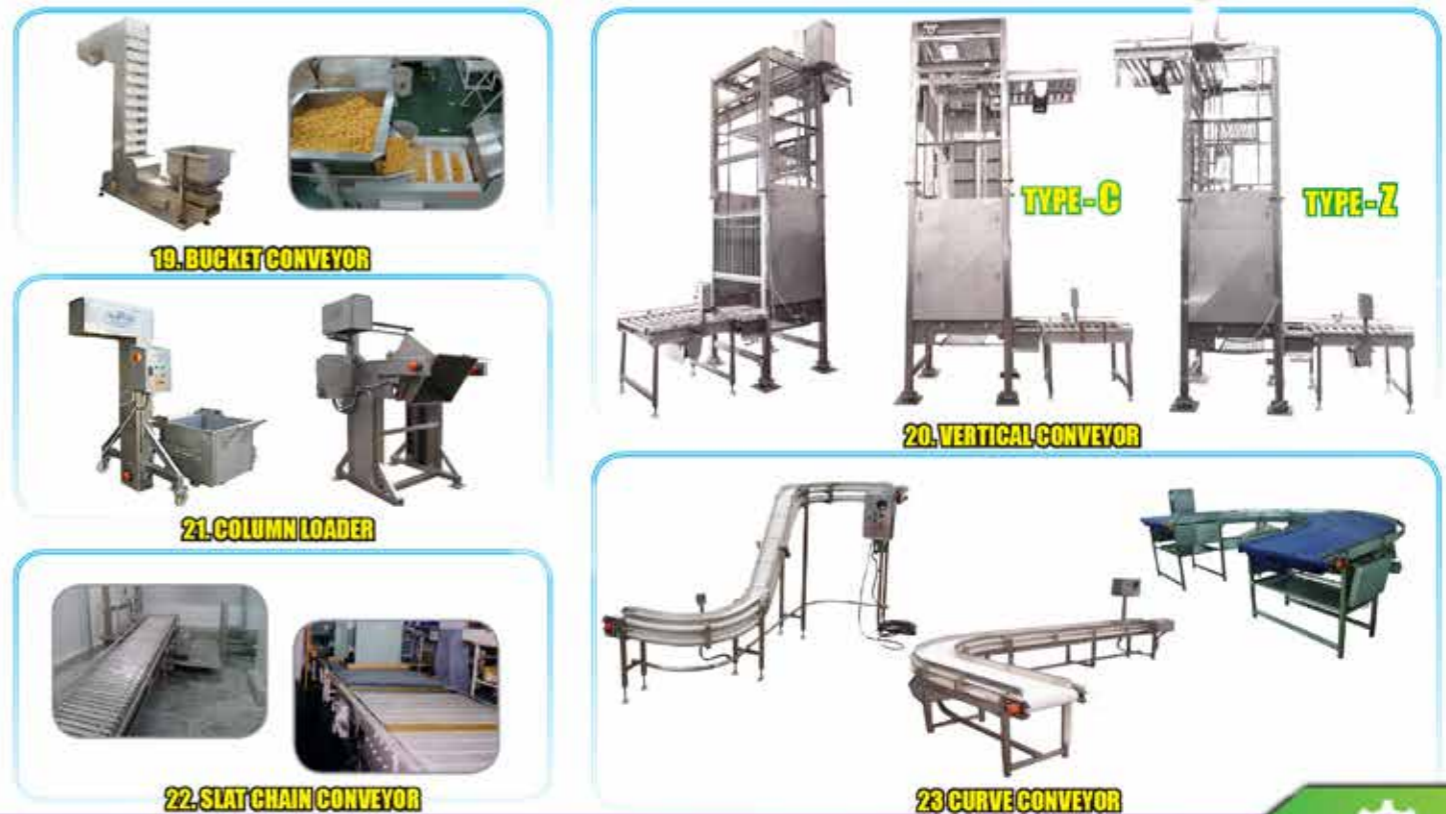 19. BUCKET CONVEYOR
TYPE-C
TYPE-Z
20. VERTICAL CONVEYOR
21. COLUMN LOADER
22. SLAT CHAIN CONVEYOR
23 CURVE CONVEYOR